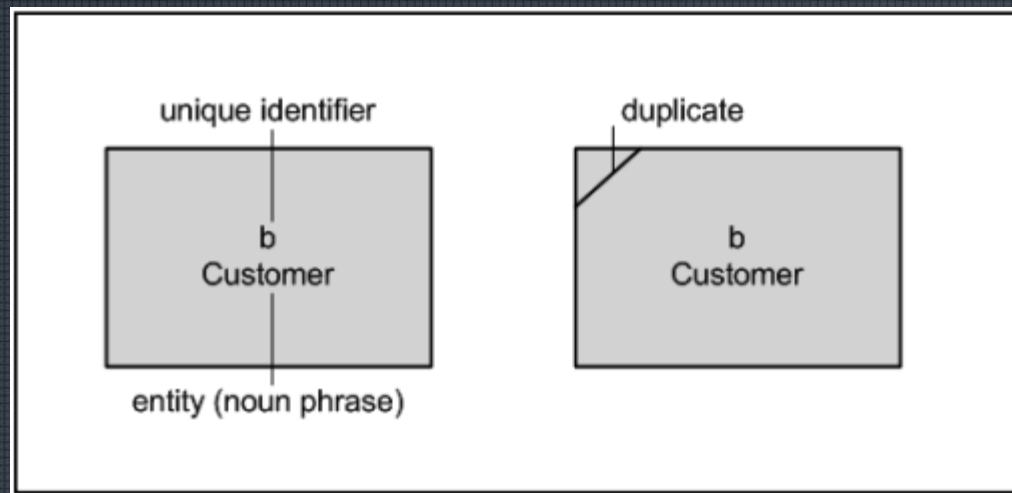 unique identifier
b
Customer
entity (noun phrase)
duplicate
b
Customer